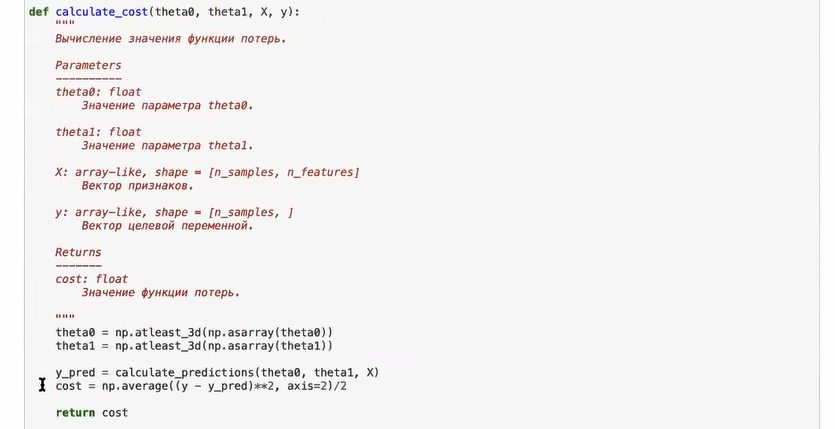 def calculate_cost(theta0, theta1, X, y):
"""
Вычисление значения функции потерь.
Parameters
----------
theta0: float
Значение параметра theta0.
theta1: float
Значение параметра theta1.
X: array-like, shape = [n_samples, n_features]
Вектор признаков.
y: array-like, shape = [n_samples, ]
Вектор целевой переменной.
Returns
-------
cost: float
Значение функции потерь.
"""
theta0 = np.atleast_3d(np.asarray(theta0))
theta1 = np.atleast_3d(np.asarray(theta1))
y_pred = calculate_predictions(theta0, theta1, X)
cost = np.average((y - y_pred)**2, axis=2)/2
return cost